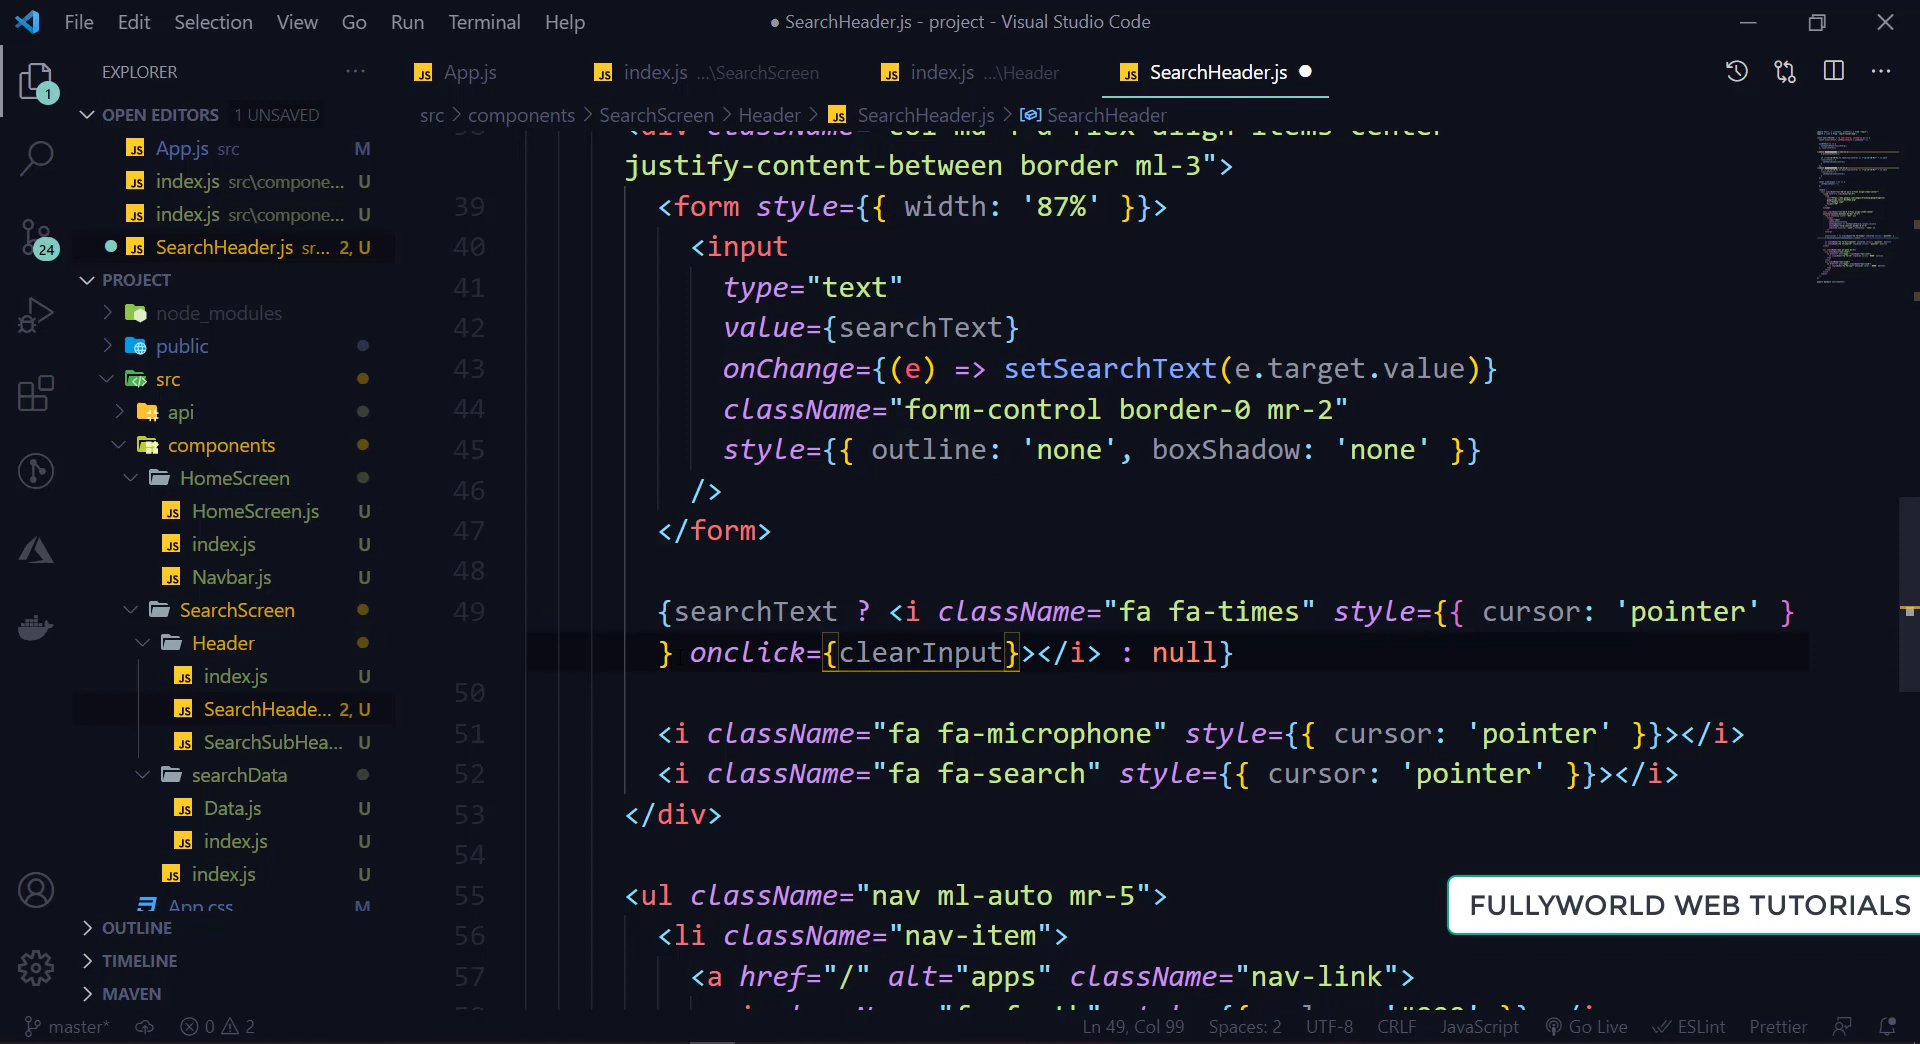 File Edit Selection View Go Run Terminal Help
● SearchHeader.js - project - Visual Studio Code
EXPLORER
App.js
index.js ...\SearchScreen
index.js ...\Header
SearchHeader.js
OPEN EDITORS 1 UNSAVED
src > components > SearchScreen > Header > SearchHeader.js > SearchHeader
App.js src M
index.js src\compone... U
index.js src\compone... U
SearchHeader.js sr... 2, U
PROJECT
node_modules
public
src
api
components
HomeScreen
HomeScreen.js U
index.js U
Navbar.js U
SearchScreen
Header
index.js U
SearchHeade... 2, U
SearchSubHea... U
searchData
Data.js U
index.js U
index.js U
App.css M
OUTLINE
TIMELINE
MAVEN
1
24
justify-content-between border ml-3">
39 <form style={{ width: '87%' }}>
40 <input
41 type="text"
42 value={searchText}
43 onChange={(e) => setSearchText(e.target.value)}
44 className="form-control border-0 mr-2"
45 style={{ outline: 'none', boxShadow: 'none' }}
46 />
47 </form>
48
49 {searchText ? <i className="fa fa-times" style={{ cursor: 'pointer' }
} onclick={clearInput}></i> : null}
50
51 <i className="fa fa-microphone" style={{ cursor: 'pointer' }}></i>
52 <i className="fa fa-search" style={{ cursor: 'pointer' }}></i>
53 </div>
54
55 <ul className="nav ml-auto mr-5">
56 <li className="nav-item">
57 <a href="/" alt="apps" className="nav-link">
FULLYWORLD WEB TUTORIALS
master* 0 2
Ln 49, Col 99 Spaces: 2 UTF-8 CRLF JavaScript Go Live ESLint Prettier